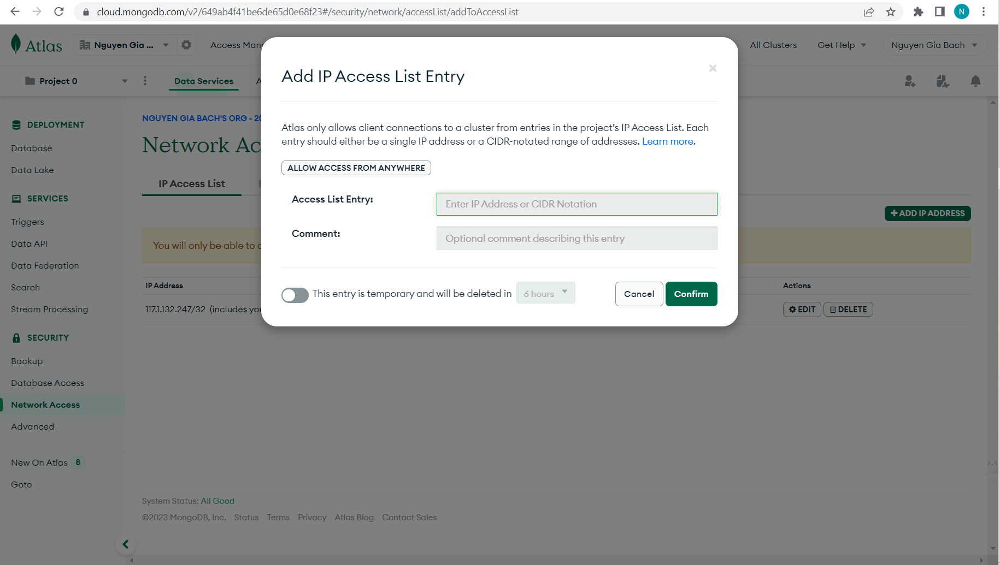 cloud.mongodb.com/v2/649ab4f41be6de65d0e68f23#/security/network/accessList/addToAccessList
N
Atlas
Nguyen Gia ...
Access Man
All Clusters
Get Help
Nguyen Gia Bach
Project 0
Data Services
A
DEPLOYMENT
Database
Data Lake
SERVICES
Triggers
Data API
Data Federation
Search
Stream Processing
SECURITY
Backup
Database Access
Network Access
Advanced
New On Atlas 8
Goto
NGUYEN GIA BACH'S ORG - 20
Network Ac
IP Access List
+ ADD IP ADDRESS
You will only be able to c
IP Address
Actions
117.1.132.247/32 (includes you
EDIT
DELETE
Add IP Access List Entry
×
Atlas only allows client connections to a cluster from entries in the project’s IP Access List. Each
entry should either be a single IP address or a CIDR-notated range of addresses. Learn more.
ALLOW ACCESS FROM ANYWHERE
Access List Entry:
Enter IP Address or CIDR Notation
Comment:
Optional comment describing this entry
This entry is temporary and will be deleted in
6 hours
Cancel
Confirm
System Status: All Good
©2023 MongoDB, Inc. Status Terms Privacy Atlas Blog Contact Sales